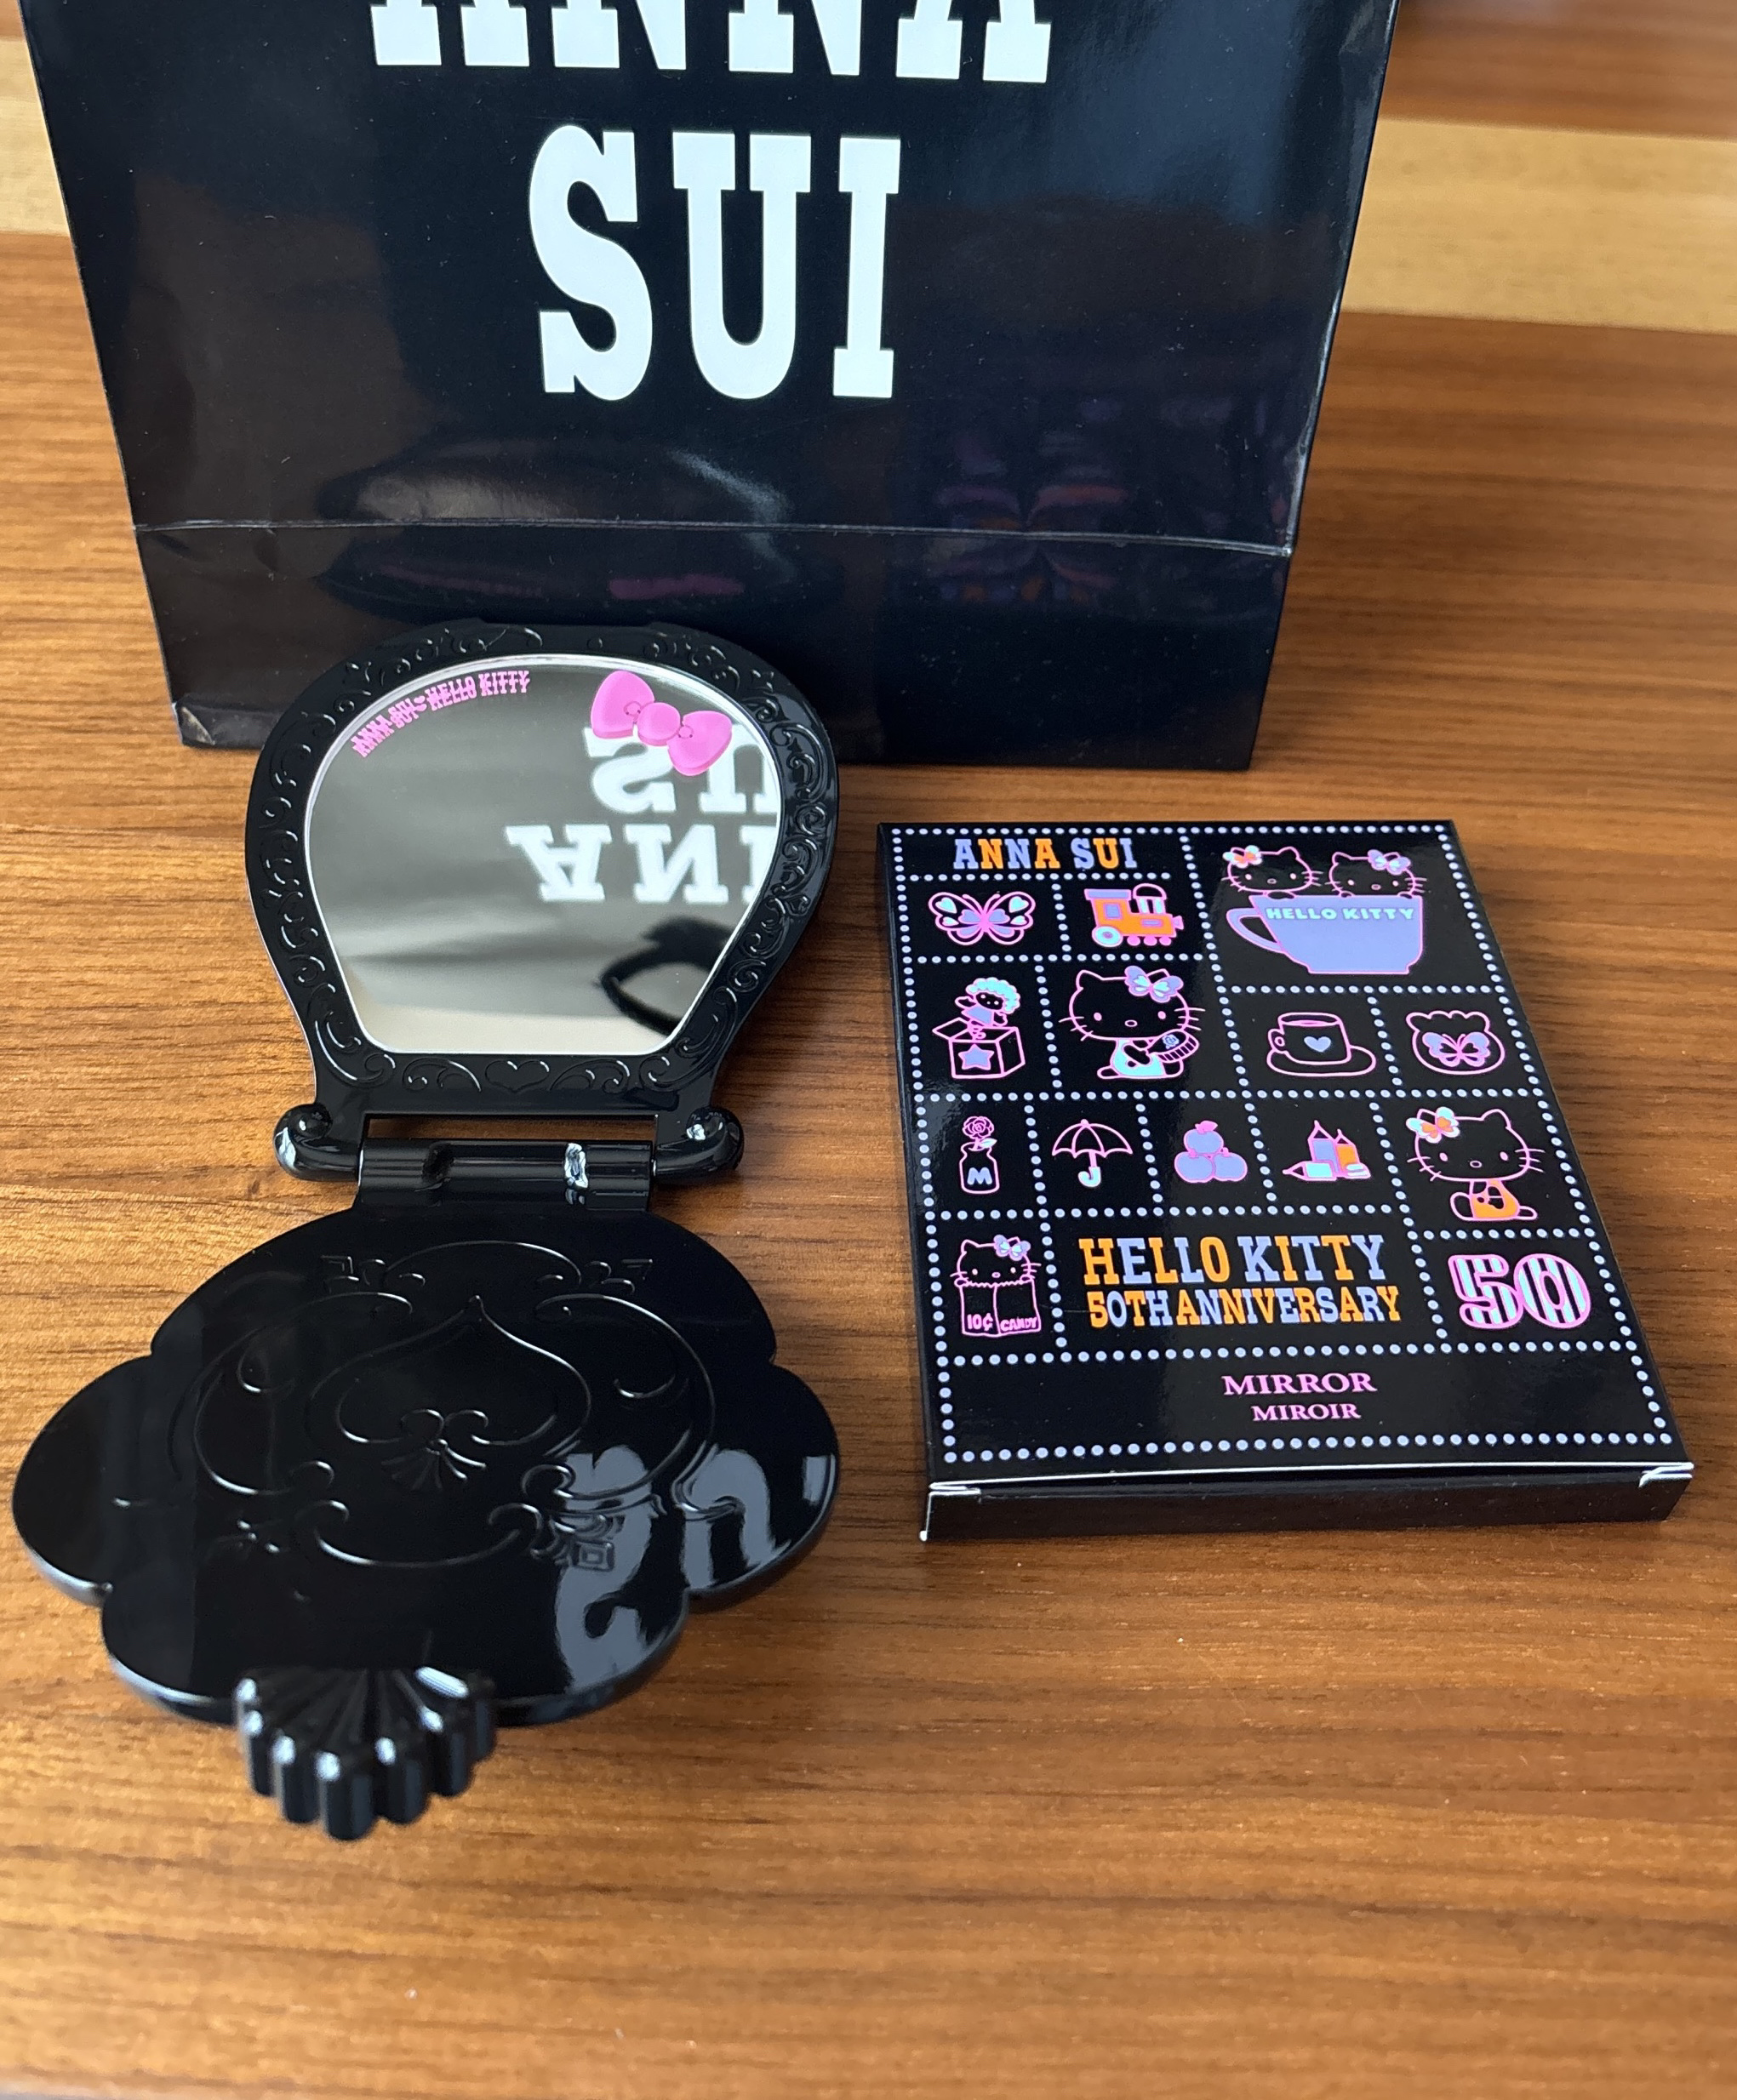 ANNA
SUI
ANNA SUI HELLO KITTY
ANNA SUI
HELLO KITTY
M
10¢ CANDY
HELLO KITTY
50TH ANNIVERSARY
50
MIRROR
MIROIR